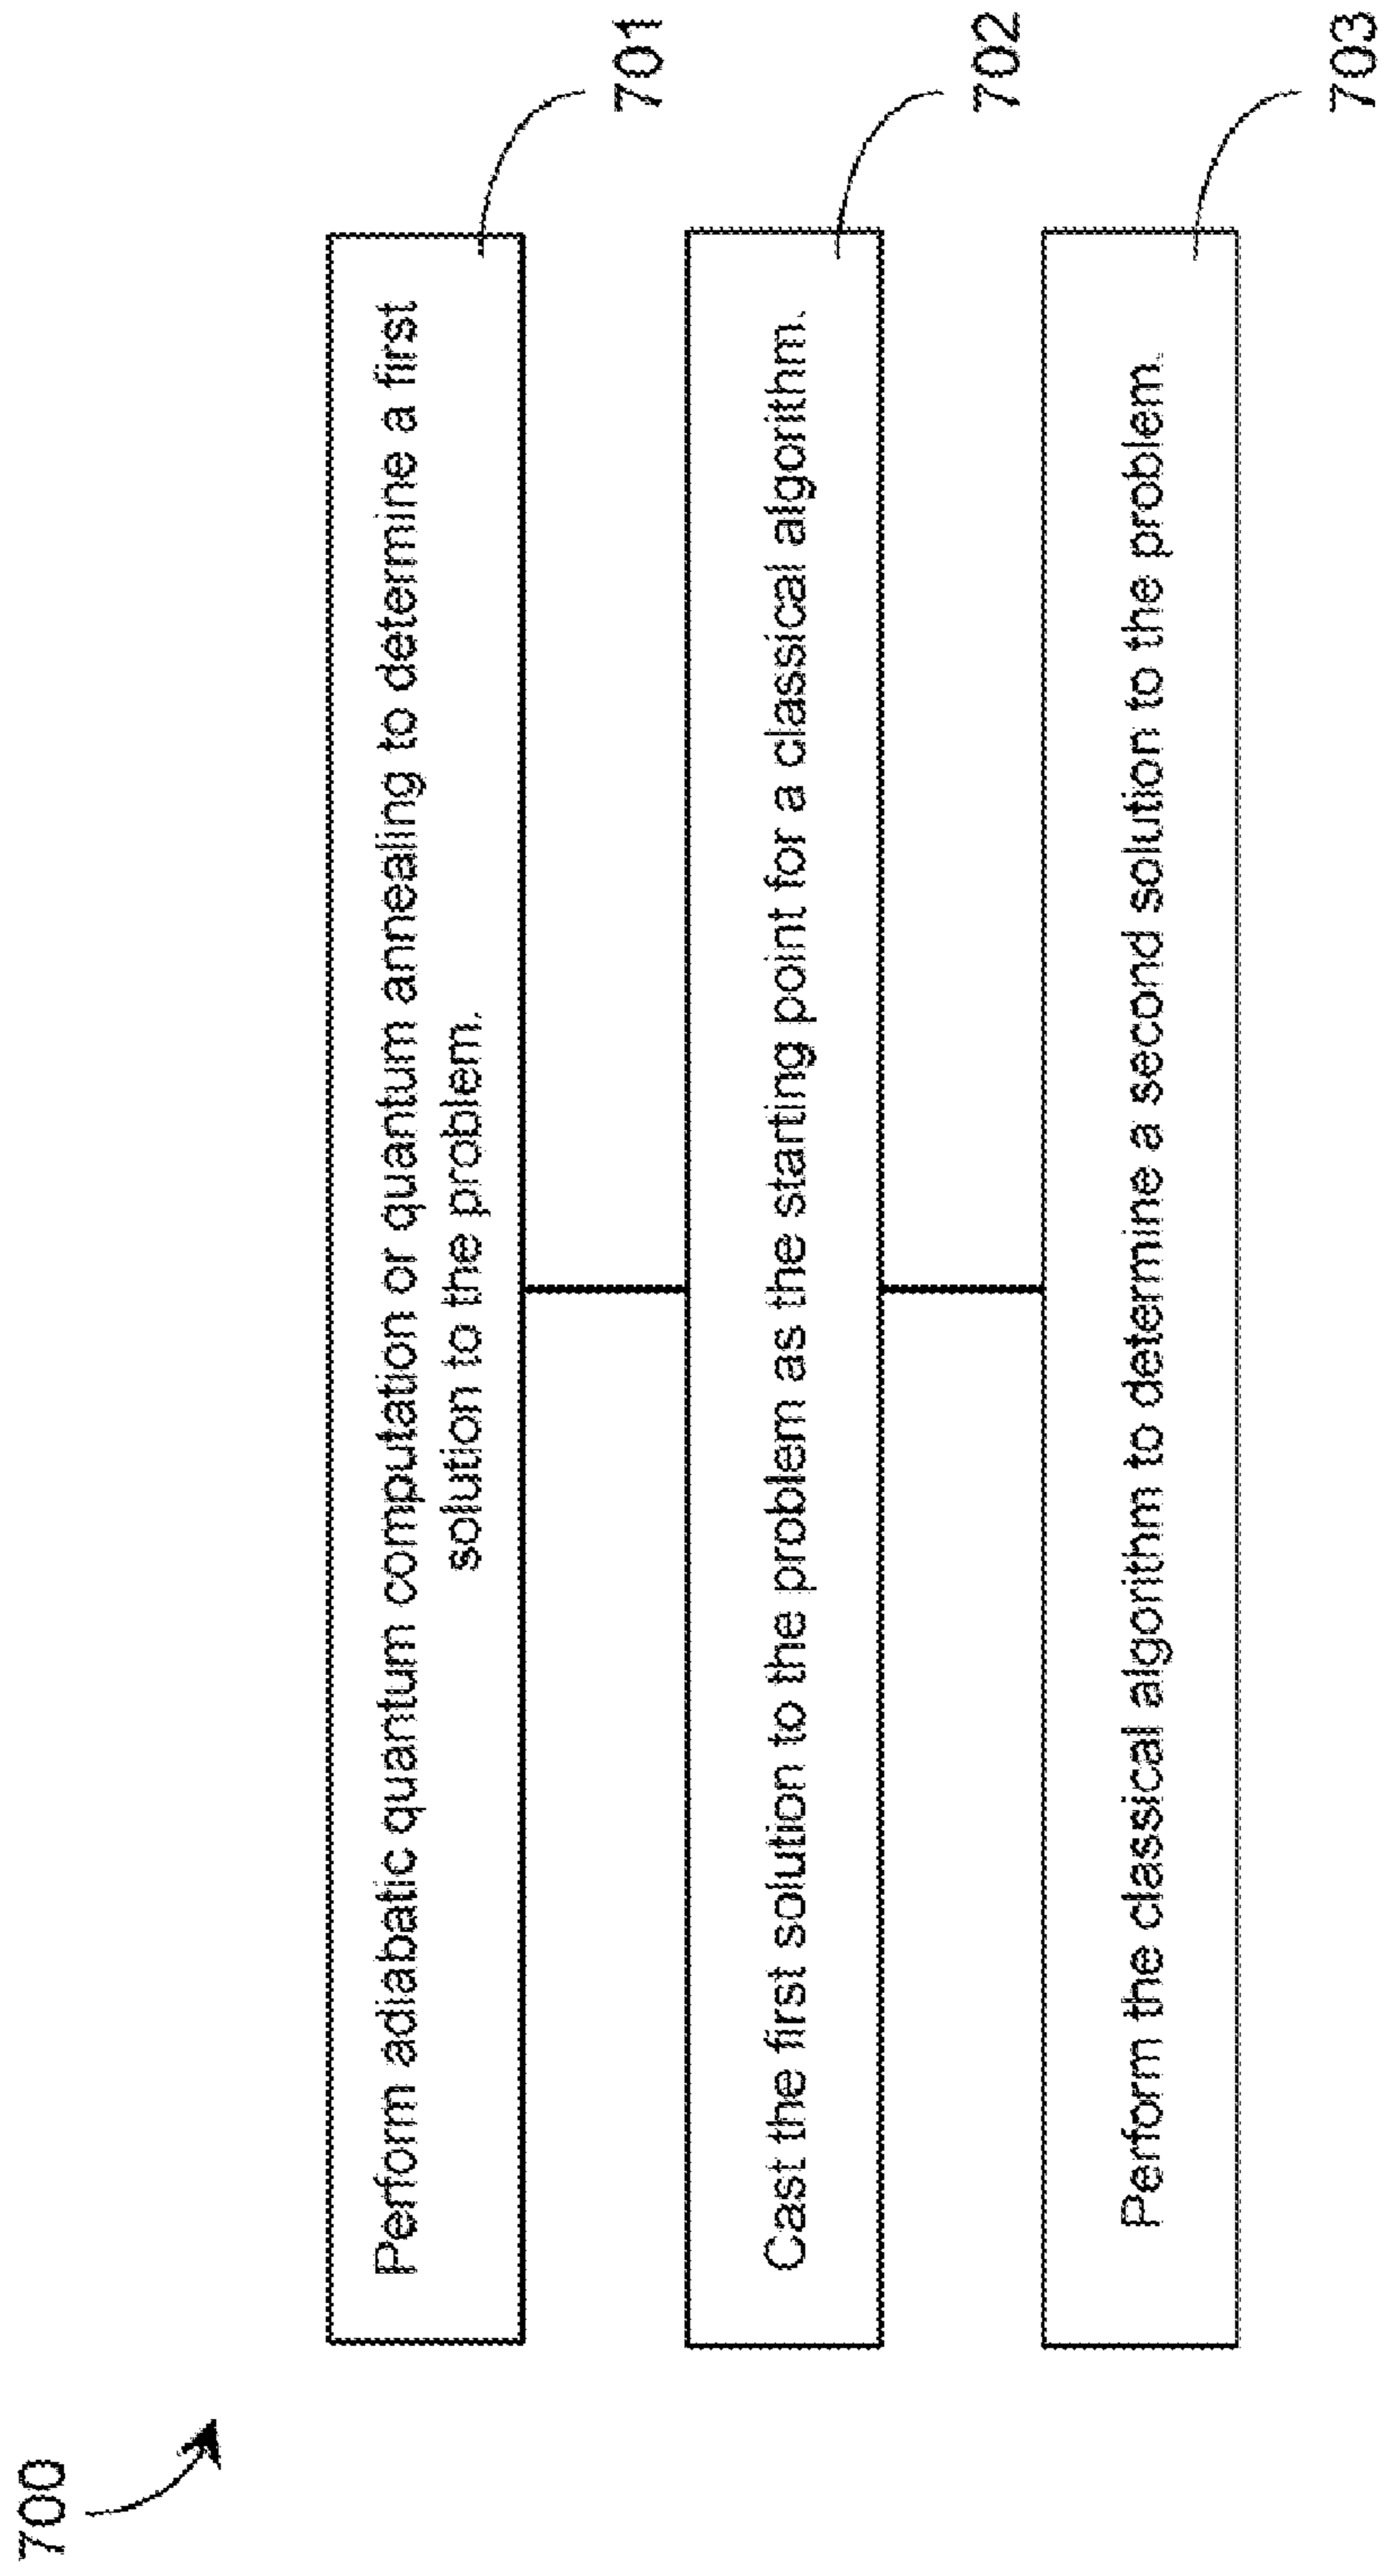 700
Perform adiabatic quantum computation or quantum annealing to determine a first
solution to the problem.
701
Cast the first solution to the problem as the starting point for a classical algorithm.
702
Perform the classical algorithm to determine a second solution to the problem.
703